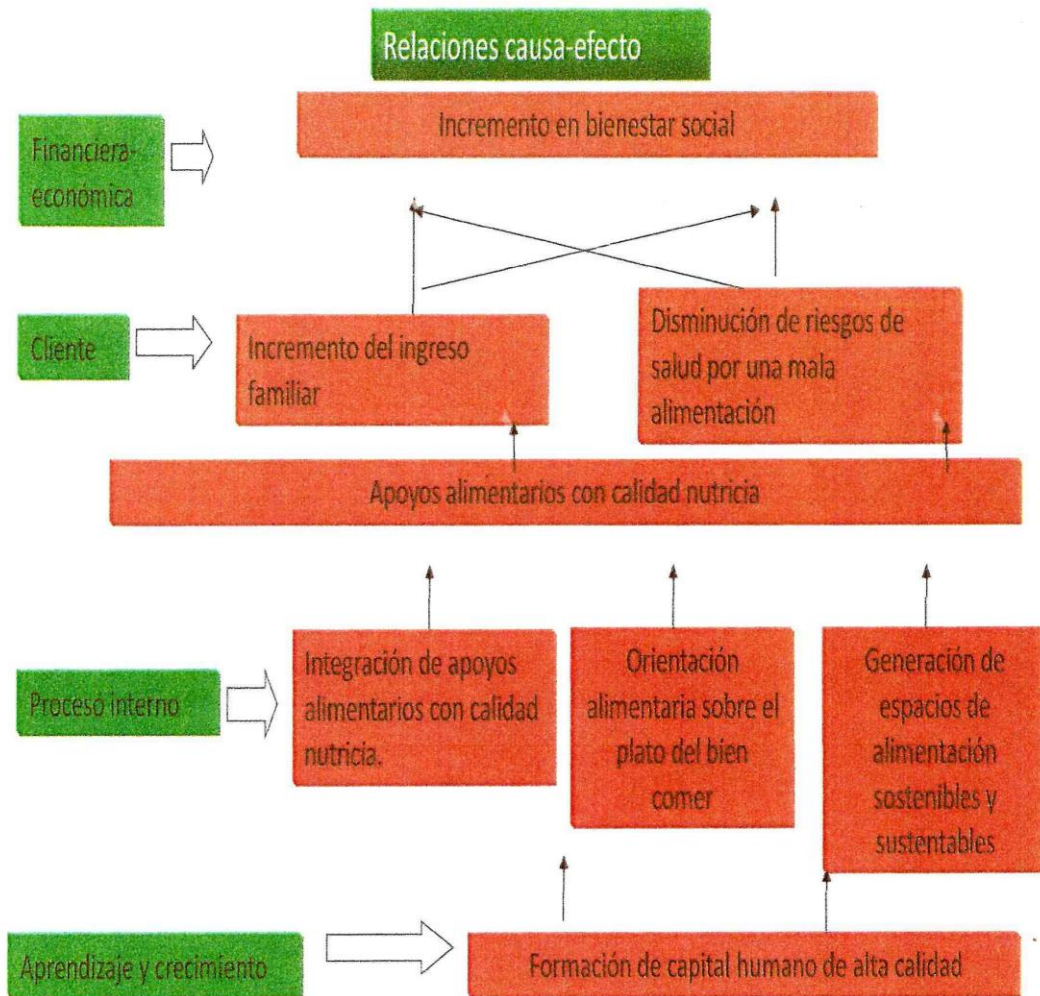 Relaciones causa-efecto
Incremento en bienestar social
Financiera-
económica
Cliente
Incremento del ingreso
familiar
Disminución de riesgos de
salud por una mala
alimentación
Apoyos alimentarios con calidad nutricia
Proceso interno
Integración de apoyos
alimentarios con calidad
nutricia.
Orientación
alimentaria sobre el
plato del bien
comer
Generación de
espacios de
alimentación
sostenibles y
sustentables
Aprendizaje y crecimiento
Formación de capital humano de alta calidad